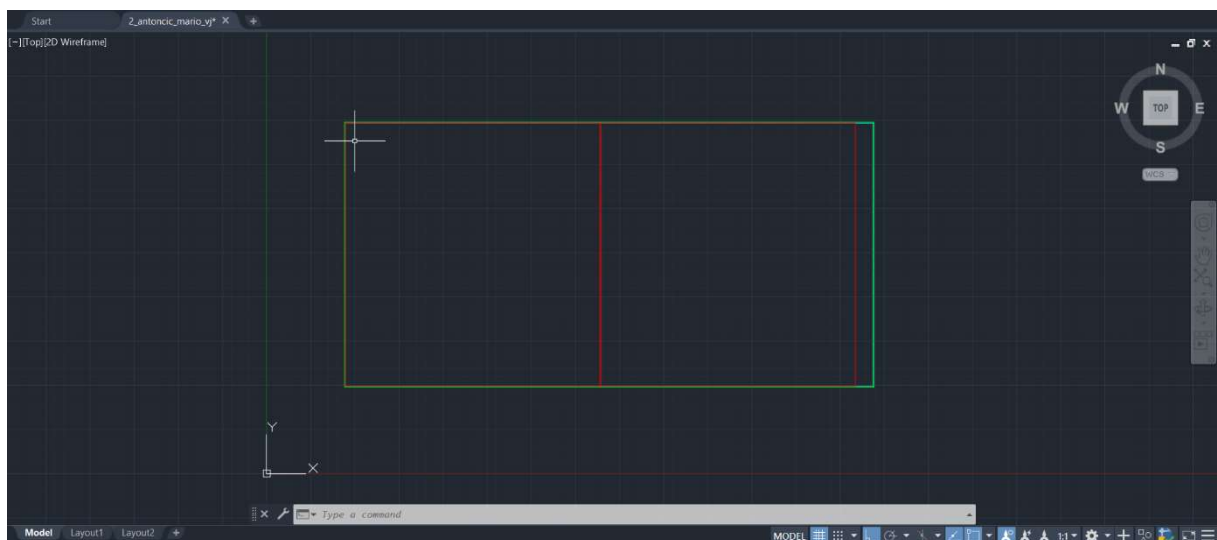 Start 2_antoncic_mario_vj* × +
[−][Top][2D Wireframe]
N
W TOP E
S
WCS
Y
X
Type a command
Model Layout1 Layout2 +
MODEL 1:1